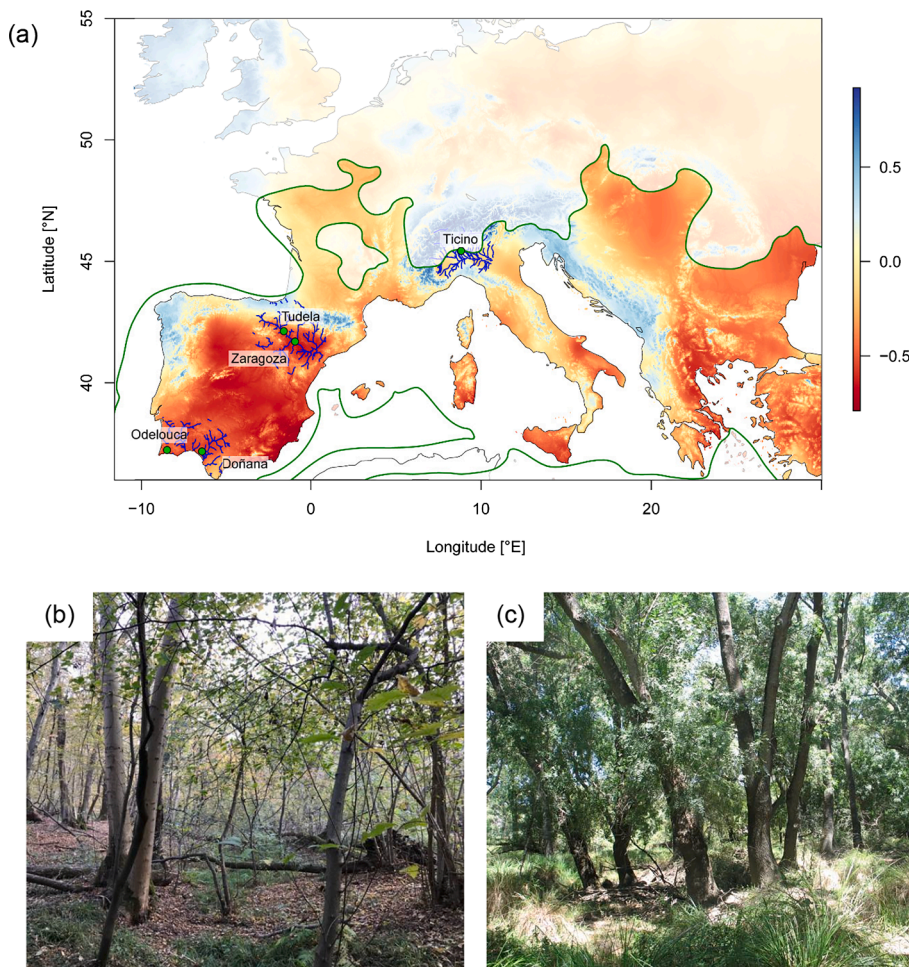 (a)
55
50
45
40
Latitude [°N]
Ticino
Tudela
Zaragoza
Odelouca
Doñana
0.5
0.0
−0.5
−10
0
10
20
Longitude [°E]
(b)
(c)